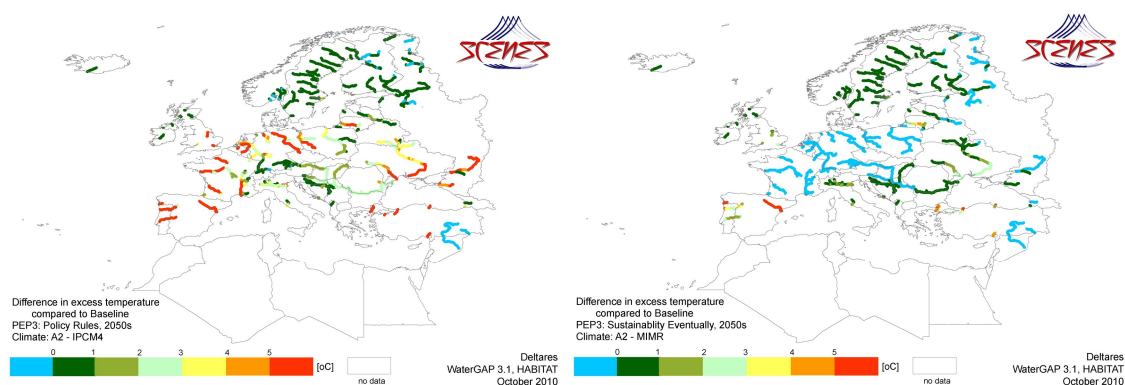 SCENES
Difference in excess temperature
compared to Baseline
PEP3: Policy Rules, 2050s
Climate: A2 - IPCM4
0 1 2 3 4 5 [oC]
no data
Deltares
WaterGAP 3.1, HABITAT
October 2010
SCENES
Difference in excess temperature
compared to Baseline
PEP3: Sustainablity Eventually, 2050s
Climate: A2 - MIMR
0 1 2 3 4 5 [oC]
no data
Deltares
WaterGAP 3.1, HABITAT
October 2010